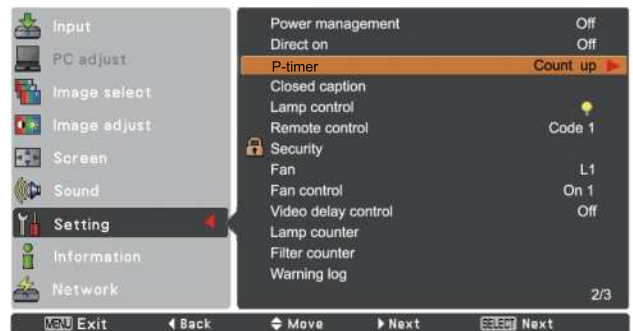 Input
PC adjust
Image select
Image adjust
Screen
Sound
Setting
Information
Network
Power management Off
Direct on Off
P-timer Count up
Closed caption
Lamp control
Remote control Code 1
Security
Fan L1
Fan control On 1
Video delay control Off
Lamp counter
Filter counter
Warning log
2/3
MENU Exit Back Move Next SELECT Next